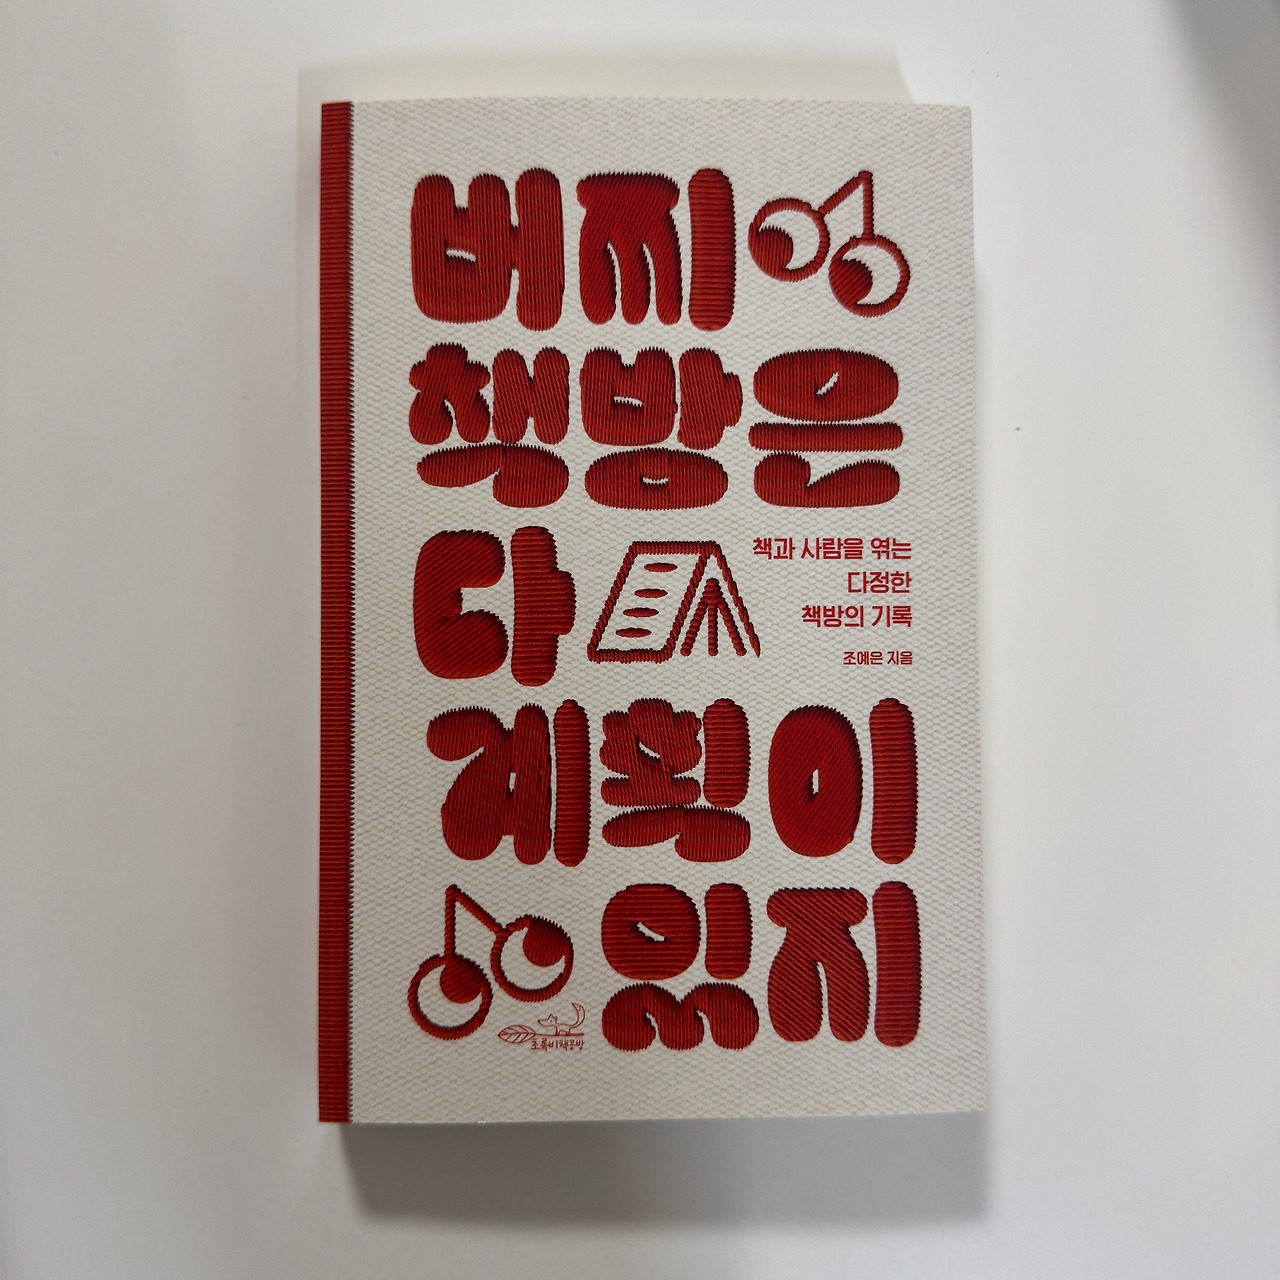 버찌
책방은
다
책과 사람을 엮는
다정한
책방의 기록
조예은 지음
계획이
있지
초록비책공방